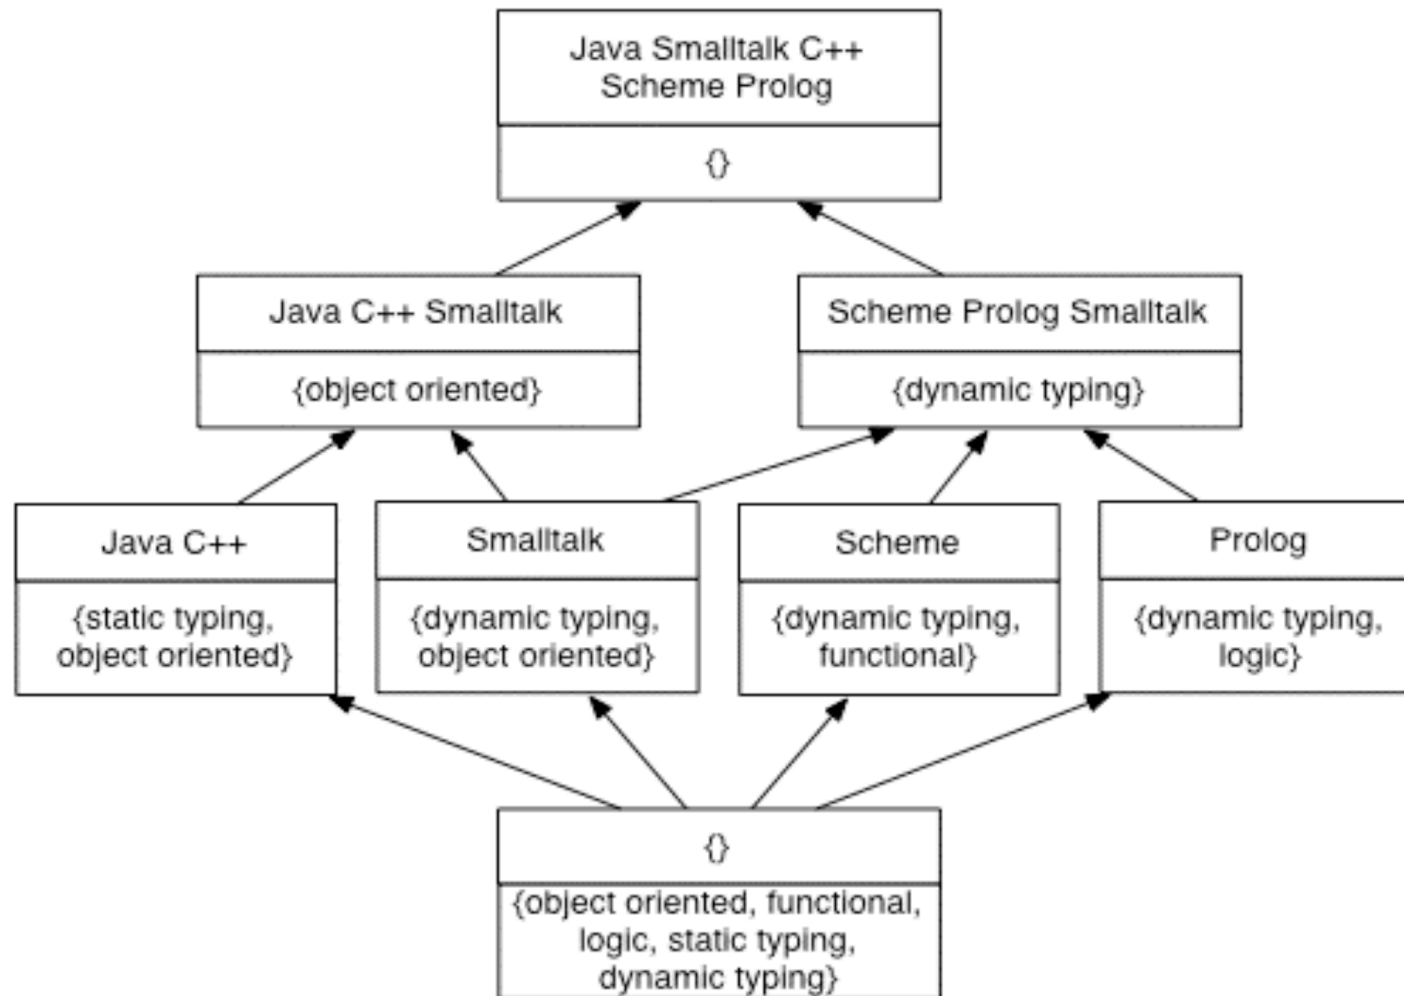 Java Smalltalk C++
Scheme Prolog
{}
Java C++ Smalltalk
{object oriented}
Scheme Prolog Smalltalk
{dynamic typing}
Java C++
{static typing,
object oriented}
Smalltalk
{dynamic typing,
object oriented}
Scheme
{dynamic typing,
functional}
Prolog
{dynamic typing,
logic}
{}
{object oriented, functional,
logic, static typing,
dynamic typing}